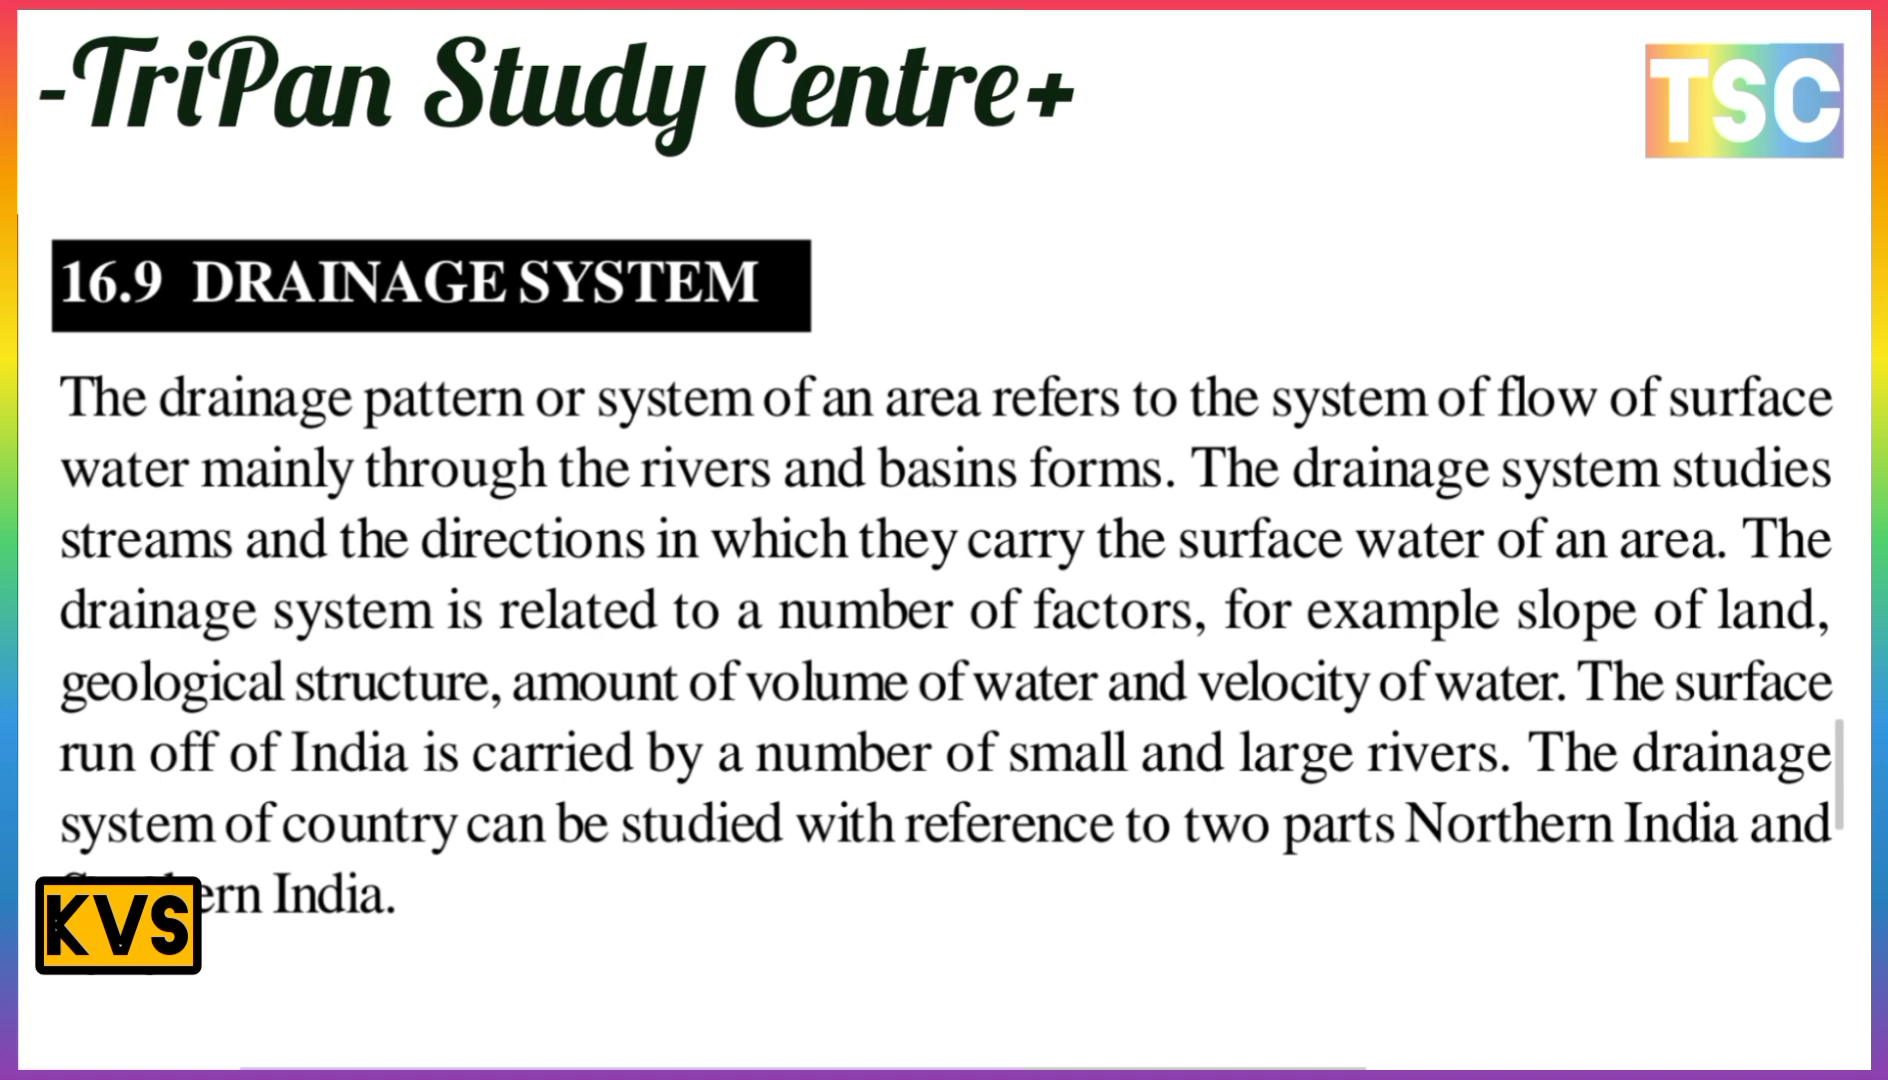 -TriPan Study Centre+
TSC
16.9 DRAINAGE SYSTEM
The drainage pattern or system of an area refers to the system of flow of surface
water mainly through the rivers and basins forms. The drainage system studies
streams and the directions in which they carry the surface water of an area. The
drainage system is related to a number of factors, for example slope of land,
geological structure, amount of volume of water and velocity of water. The surface
run off of India is carried by a number of small and large rivers. The drainage
system of country can be studied with reference to two parts Northern India and
India.
KVS